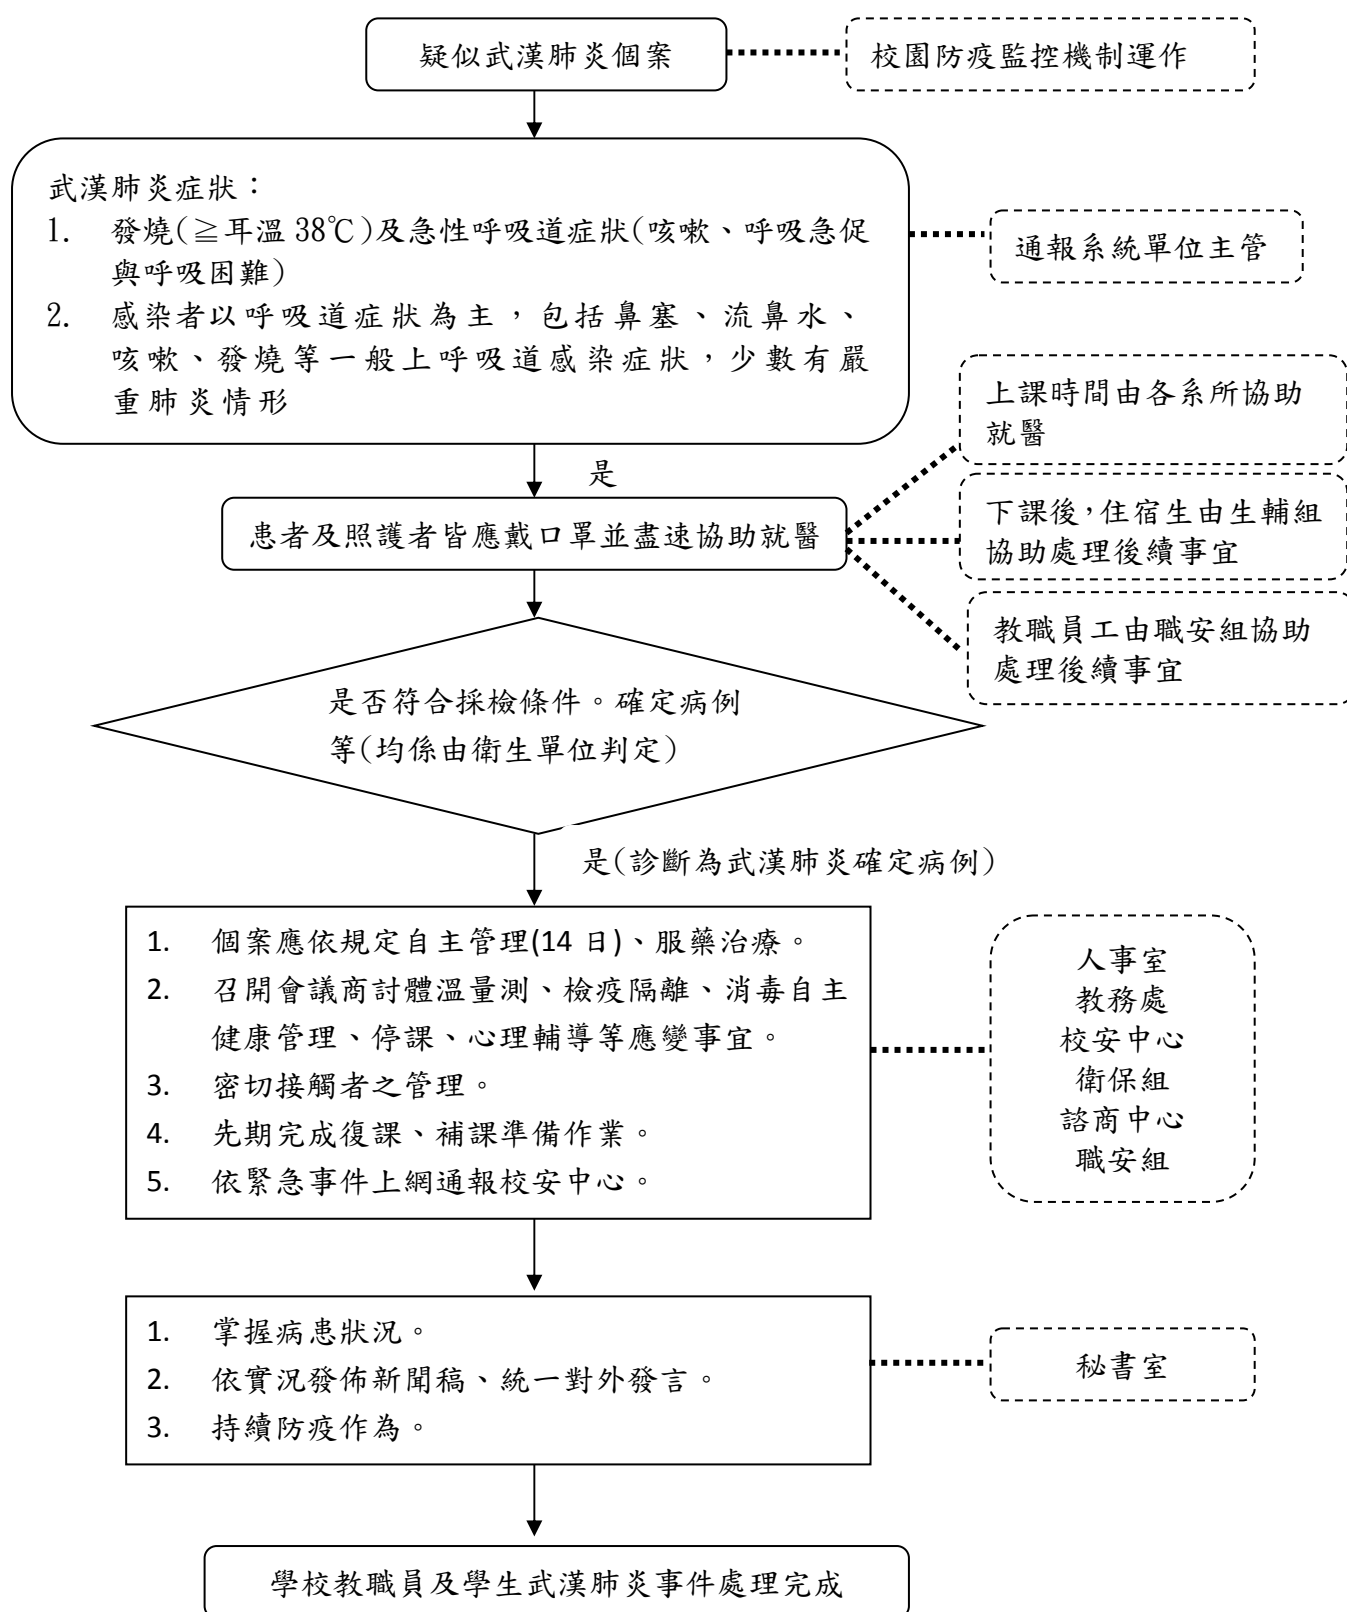 疑似武漢肺炎個案
校園防疫監控機制運作
武漢肺炎症狀：
1. 發燒(≧耳溫 38℃)及急性呼吸道症狀(咳嗽、呼吸急促
與呼吸困難)
2. 感染者以呼吸道症狀為主，包括鼻塞、流鼻水、
咳嗽、發燒等一般上呼吸道感染症狀，少數有嚴
重肺炎情形
通報系統單位主管
是
上課時間由各系所協助
就醫
患者及照護者皆應戴口罩並盡速協助就醫
下課後，住宿生由生輔組
協助處理後續事宜
教職員工由職安組協助
處理後續事宜
是否符合採檢條件。確定病例
等(均係由衛生單位判定)
是(診斷為武漢肺炎確定病例)
1. 個案應依規定自主管理(14 日)、服藥治療。
2. 召開會議商討體溫量測、檢疫隔離、消毒自主
健康管理、停課、心理輔導等應變事宜。
3. 密切接觸者之管理。
4. 先期完成復課、補課準備作業。
5. 依緊急事件上網通報校安中心。
人事室
教務處
校安中心
衛保組
諮商中心
職安組
1. 掌握病患狀況。
2. 依實況發佈新聞稿、統一對外發言。
3. 持續防疫作為。
秘書室
學校教職員及學生武漢肺炎事件處理完成